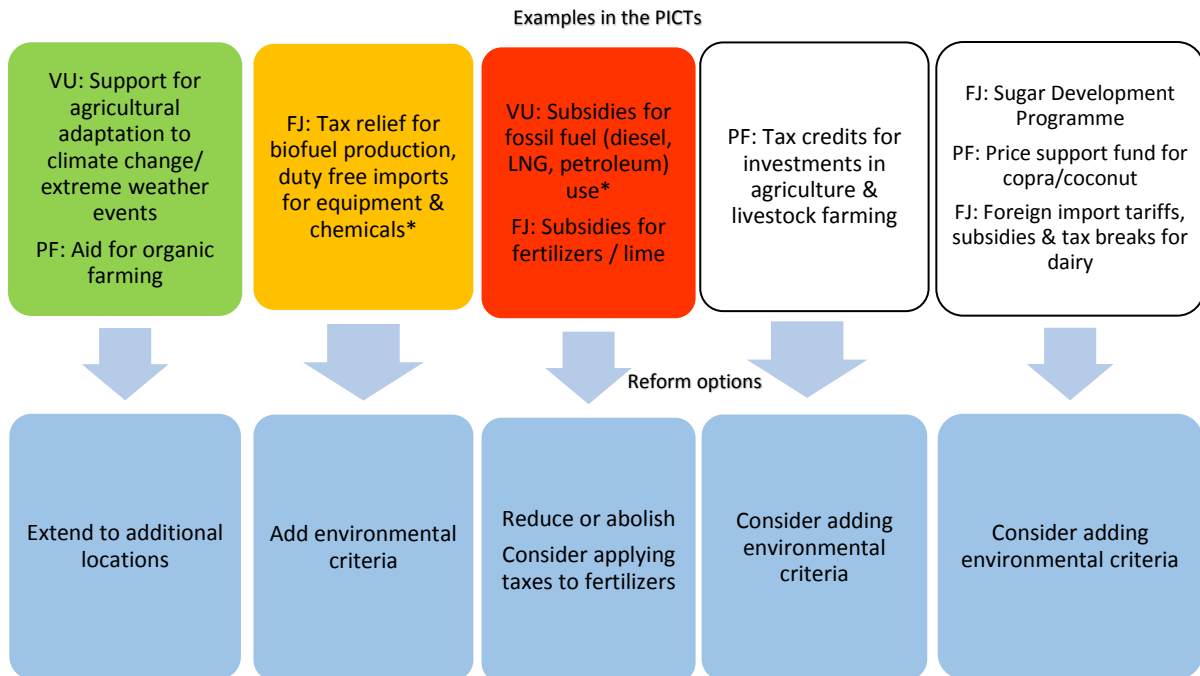 Examples in the PICTs
VU: Support for
agricultural
adaptation to
climate change/
extreme weather
events
PF: Aid for organic
farming
FJ: Tax relief for
biofuel production,
duty free imports
for equipment &
chemicals*
VU: Subsidies for
fossil fuel (diesel,
LNG, petroleum)
use*
FJ: Subsidies for
fertilizers / lime
PF: Tax credits for
investments in
agriculture &
livestock farming
FJ: Sugar Development
Programme
PF: Price support fund for
copra/coconut
FJ: Foreign import tariffs,
subsidies & tax breaks for
dairy
Reform options
Extend to additional
locations
Add environmental
criteria
Reduce or abolish
Consider applying
taxes to fertilizers
Consider adding
environmental
criteria
Consider adding
environmental criteria